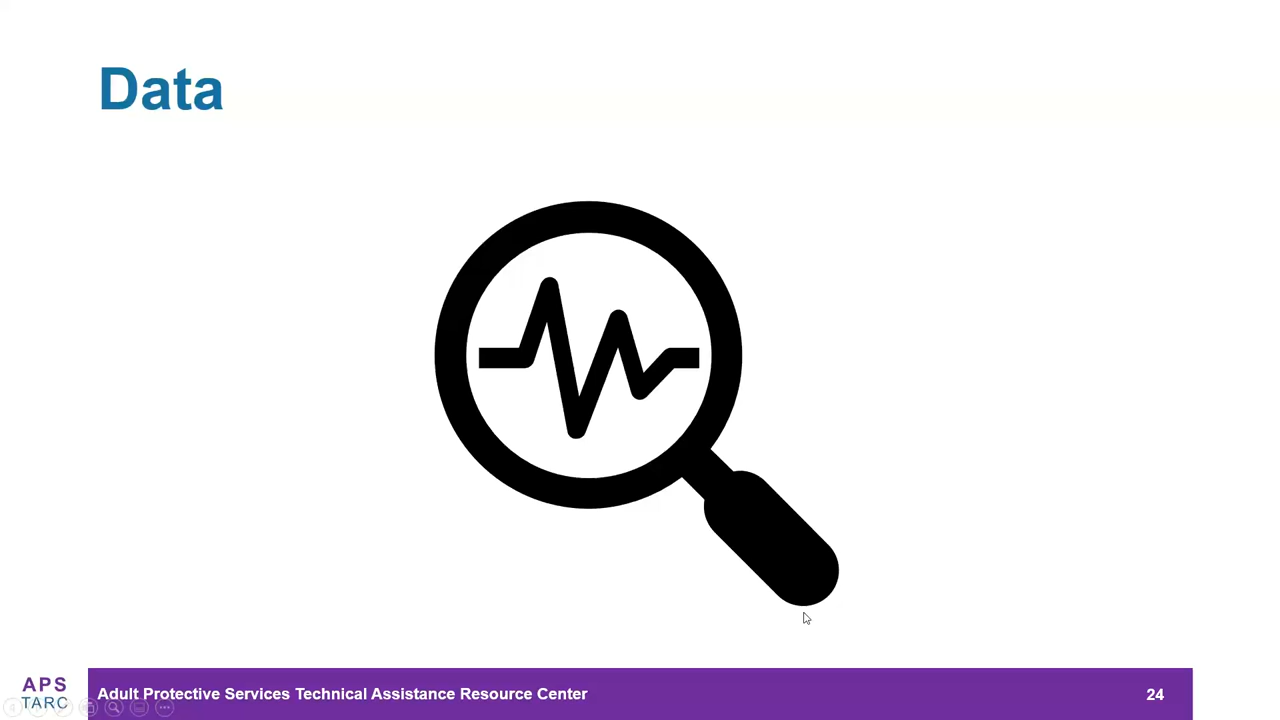 Data
APS
TARC
Adult Protective Services Technical Assistance Resource Center
24